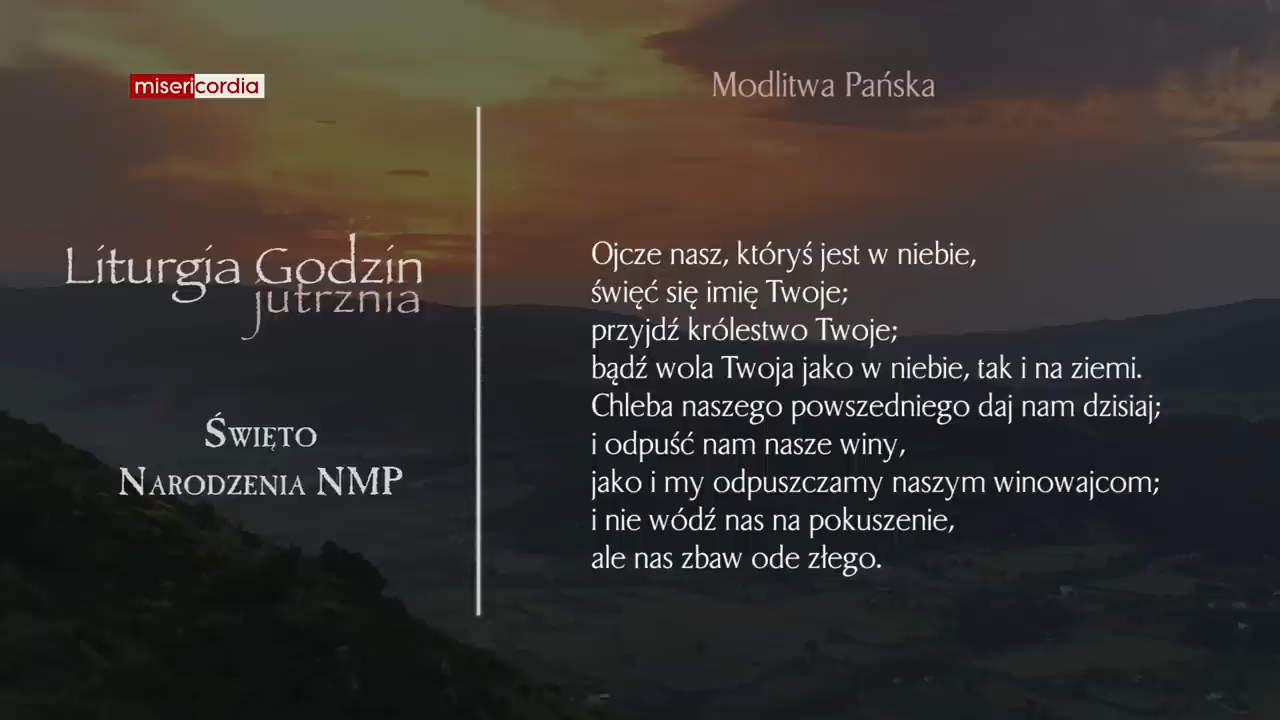 misericordia
Liturgia Godzin
jutrznia
Święto
Narodzenia NMP
Modlitwa Pańska
Ojcze nasz, któryś jest w niebie,
święć się imię Twoje;
przyjdź królestwo Twoje;
bądź wola Twoja jako w niebie, tak i na ziemi.
Chleba naszego powszedniego daj nam dzisiaj;
i odpuść nam nasze winy,
jako i my odpuszczamy naszym winowajcom;
i nie wódź nas na pokuszenie,
ale nas zbaw ode złego.